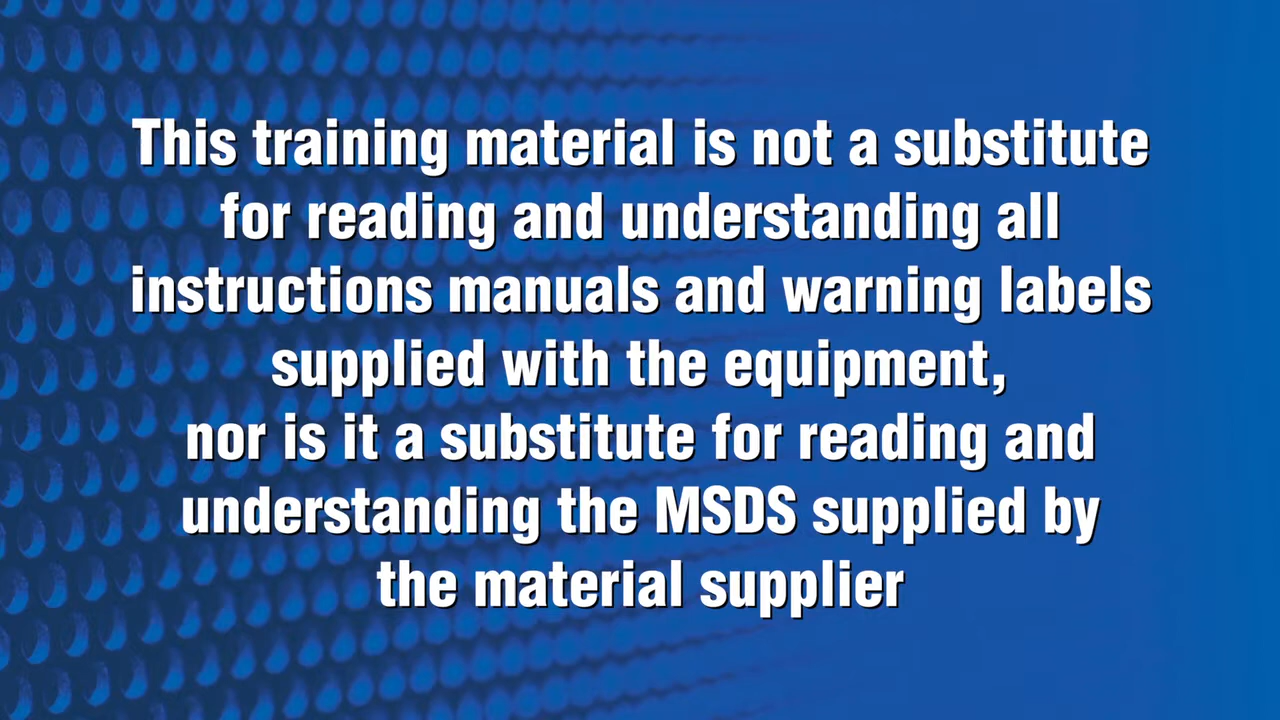 This training material is not a substitute
for reading and understanding all
instructions manuals and warning labels
supplied with the equipment,
nor is it a substitute for reading and
understanding the MSDS supplied by
the material supplier